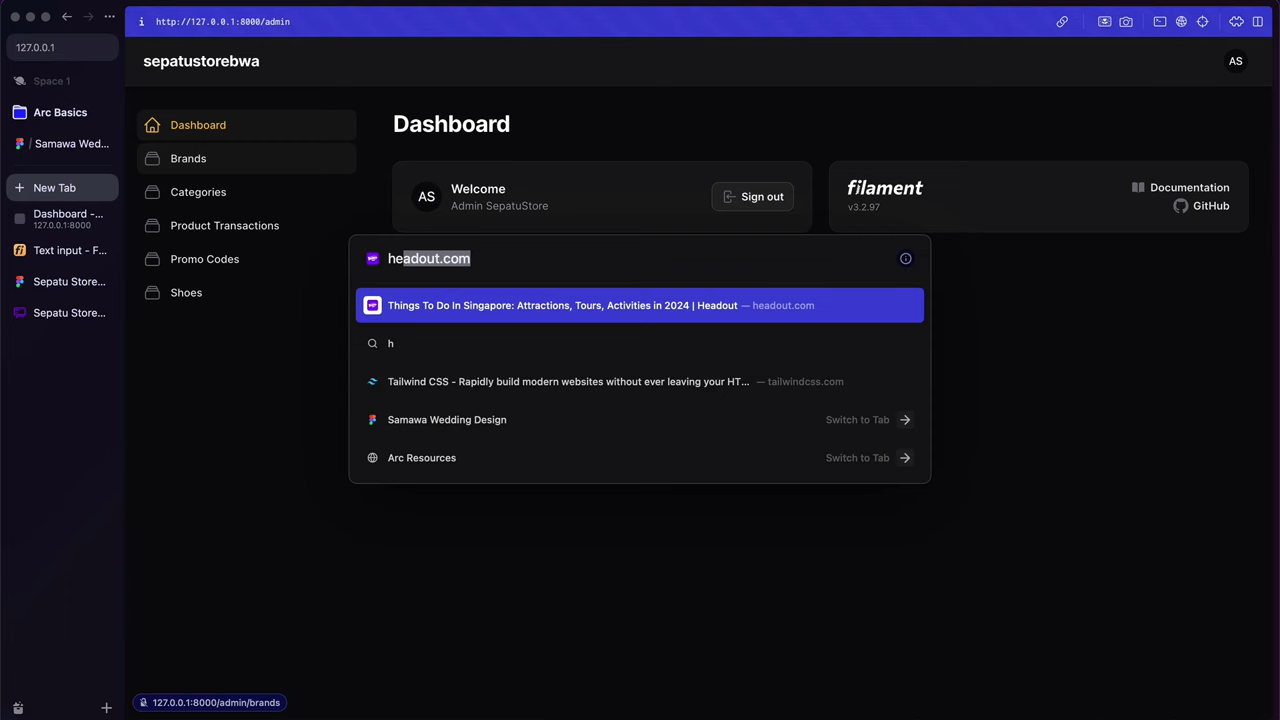 http://127.0.0.1:8000/admin
127.0.0.1
Space 1
Arc Basics
/ Samawa Wed...
New Tab
Dashboard -...
127.0.0.1:8000
Text input - F...
Sepatu Store...
Sepatu Store...
sepatustorebwa
AS
Dashboard
Brands
Categories
Product Transactions
Promo Codes
Shoes
Dashboard
AS
Welcome
Admin SepatuStore
Sign out
filament
v3.2.97
Documentation
GitHub
headout.com
Things To Do In Singapore: Attractions, Tours, Activities in 2024 | Headout — headout.com
h
Tailwind CSS - Rapidly build modern websites without ever leaving your HT... — tailwindcss.com
Samawa Wedding Design
Switch to Tab
Arc Resources
Switch to Tab
127.0.0.1:8000/admin/brands